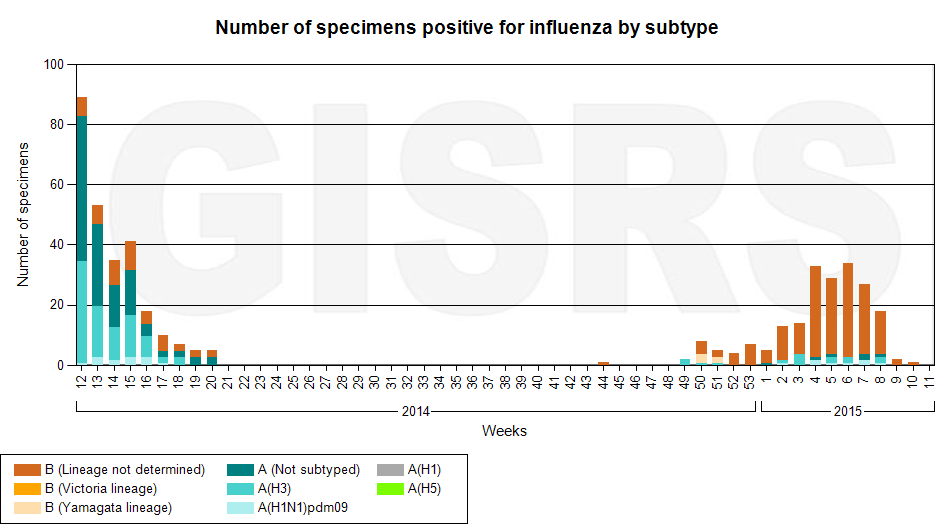 Number of specimens positive for influenza by subtype
GISRS
Number of specimens
100
80
60
40
20
0
12 13 14 15 16 17 18 19 20 21 22 23 24 25 26 27 28 29 30 31 32 33 34 35 36 37 38 39 40 41 42 43 44 45 46 47 48 49 50 51 52 53 1 2 3 4 5 6 7 8 9 10 11
2014 2015
Weeks
B (Lineage not determined) A (Not subtyped) A(H1)
B (Victoria lineage) A(H3) A(H5)
B (Yamagata lineage) A(H1N1)pdm09